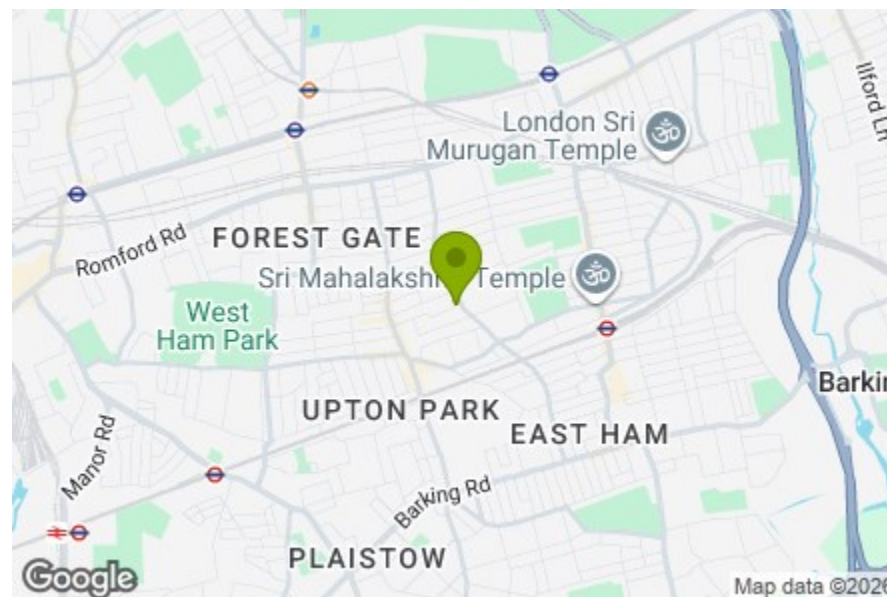 Ilford Ln
London Sri
Murugan Temple
Romford Rd
FOREST GATE
Sri Mahalakshmi Temple
West
Ham Park
Barkin
UPTON PARK
EAST HAM
Manor Rd
Barking Rd
PLAISTOW
Google
Map data ©2026